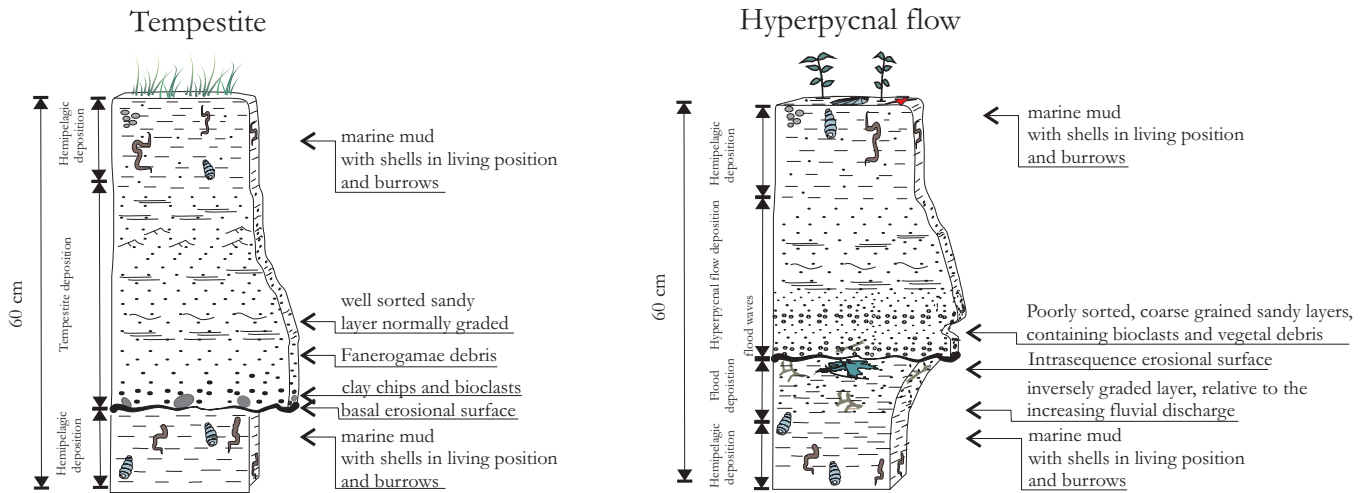 Tempestite
60 cm
Hemipelagic
deposition
Tempestite deposition
Hemipelagic
deposition
marine mud
with shells in living position
and burrows
well sorted sandy
layer normally graded
Fanerogamae debris
clay chips and bioclasts
basal erosional surface
marine mud
with shells in living position
and burrows
Hyperpycnal flow
60 cm
Hemipelagic
deposition
Hyperpycnal flow deposition
flood waves
Flood
depoistion
Hemipelagic
deposition
marine mud
with shells in living position
and burrows
Poorly sorted, coarse grained sandy layers,
containing bioclasts and vegetal debris
Intrasequence erosional surface
inversely graded layer, relative to the
increasing fluvial discharge
marine mud
with shells in living position
and burrows